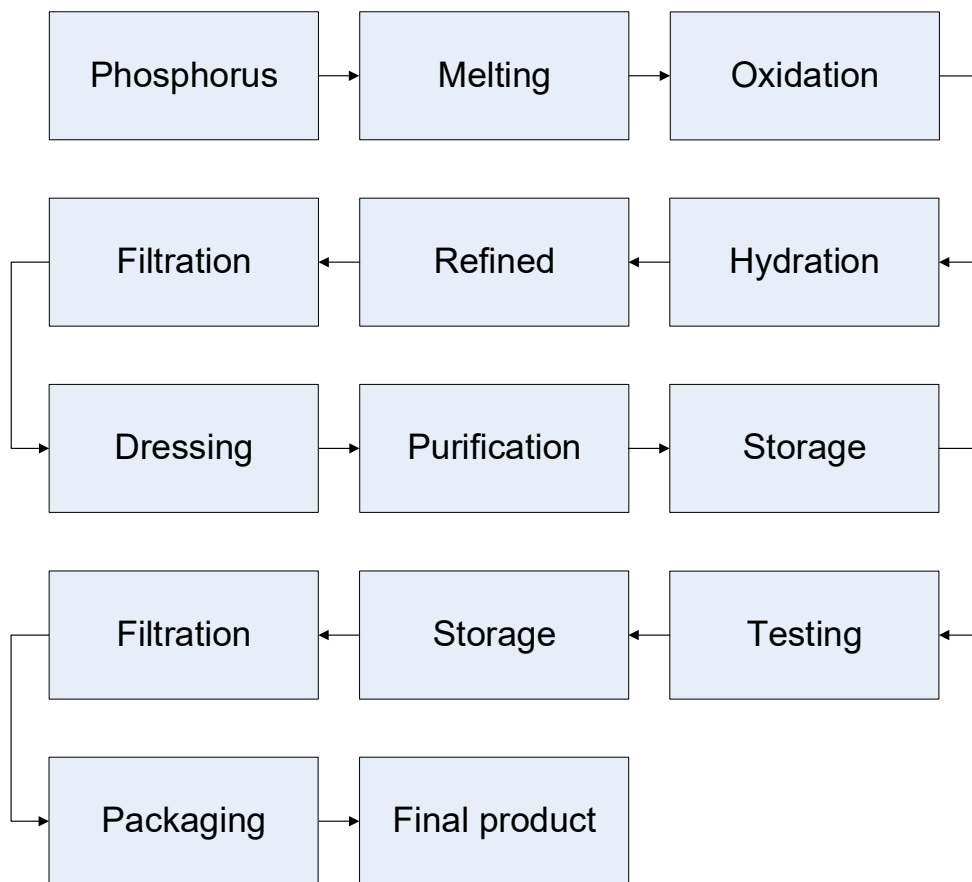 Phosphorus
Melting
Oxidation
Hydration
Refined
Filtration
Dressing
Purification
Storage
Testing
Storage
Filtration
Packaging
Final product